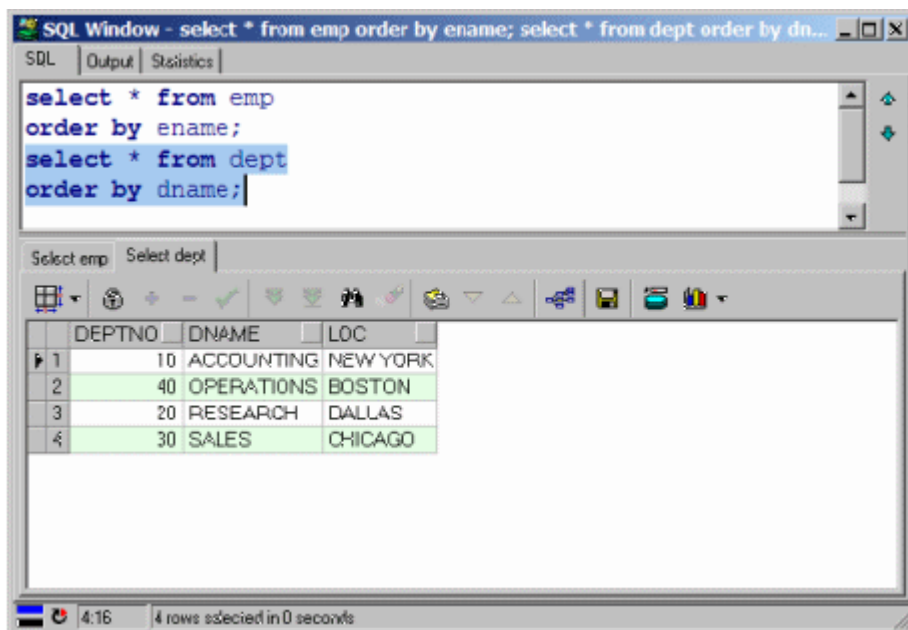 SQL Window - select * from emp order by ename; select * from dept order by dn...
SQL Output Statistics
select * from emp
order by ename;
select * from dept
order by dname;
Select emp Select dept
DEPTNO DNAME LOC
1 10 ACCOUNTING NEW YORK
2 40 OPERATIONS BOSTON
3 20 RESEARCH DALLAS
4 30 SALES CHICAGO
4:16 4 rows selected in 0 seconds